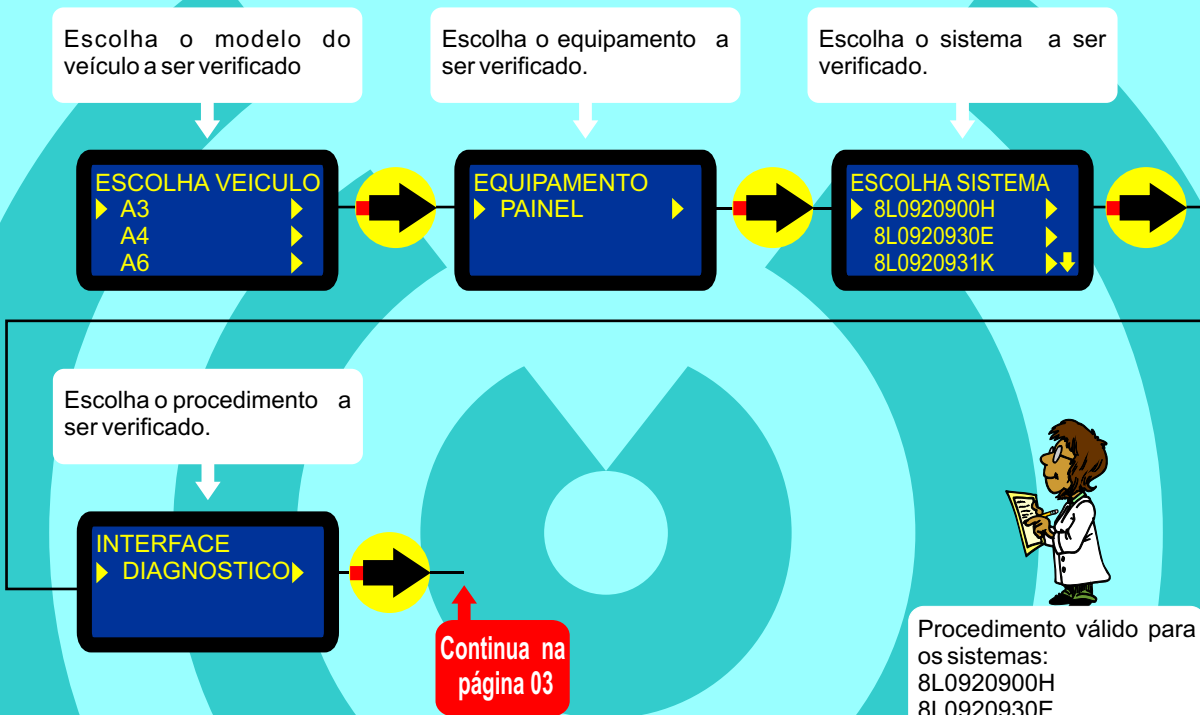 Escolha o modelo do
veículo a ser verificado
Escolha o equipamento a
ser verificado.
Escolha o sistema a ser
verificado.
ESCOLHA VEICULO
A3
A4
A6
EQUIPAMENTO
PAINEL
ESCOLHA SISTEMA
8L0920900H
8L0920930E
8L0920931K
Escolha o procedimento a
ser verificado.
INTERFACE
DIAGNOSTICO
Continua na
página 03
Procedimento válido para
os sistemas:
8L0920900H
8L0920930E